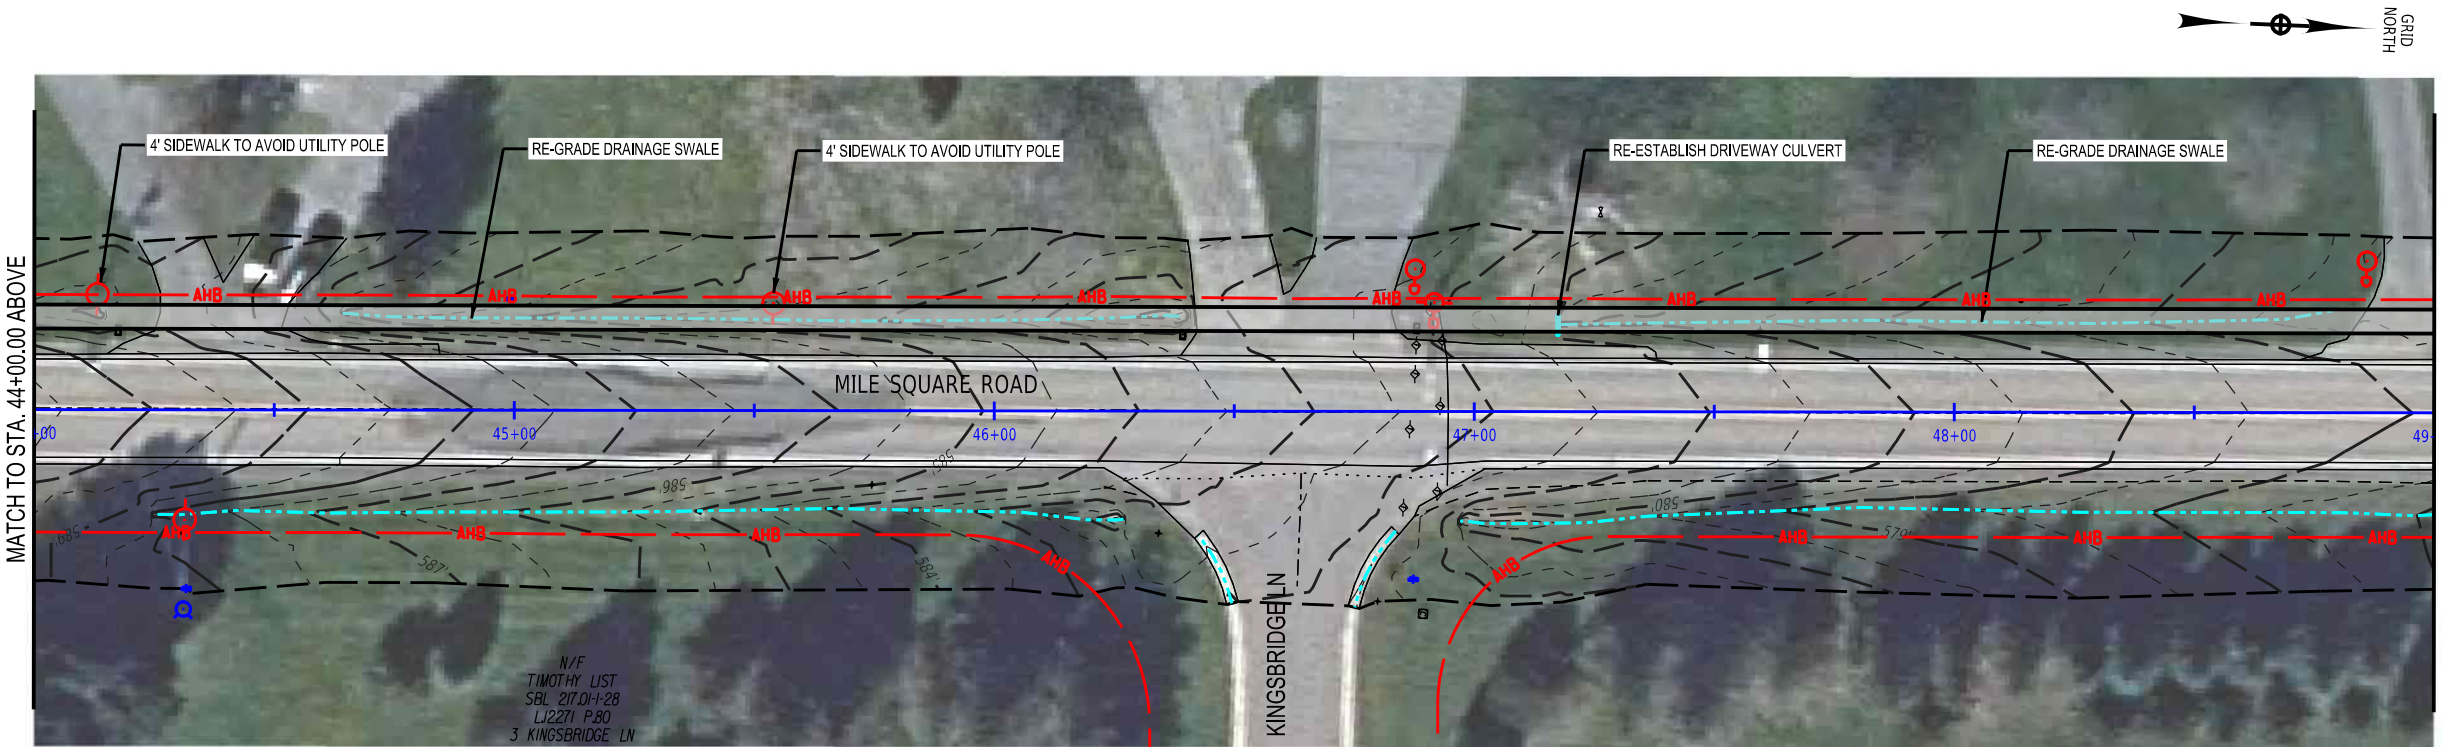 GRID
NORTH
4' SIDEWALK TO AVOID UTILITY POLE
RE-GRADE DRAINAGE SWALE
4' SIDEWALK TO AVOID UTILITY POLE
RE-ESTABLISH DRIVEWAY CULVERT
RE-GRADE DRAINAGE SWALE
MATCH TO STA. 44+00.00 ABOVE
AHB
AHB
AHB
AHB
AHB
AHB
AHB
AHB
MILE SQUARE ROAD
+00
45+00
46+00
47+00
48+00
49
585'
586'
580'
579'
589'
587'
584'
AHB
AHB
AHB
AHB
AHB
AHB
AHB
AHB
KINGSBRIDGE LN
N/F
TIMOTHY LIST
SBL 217.01-1-28
L.12271 P.80
3 KINGSBRIDGE LN